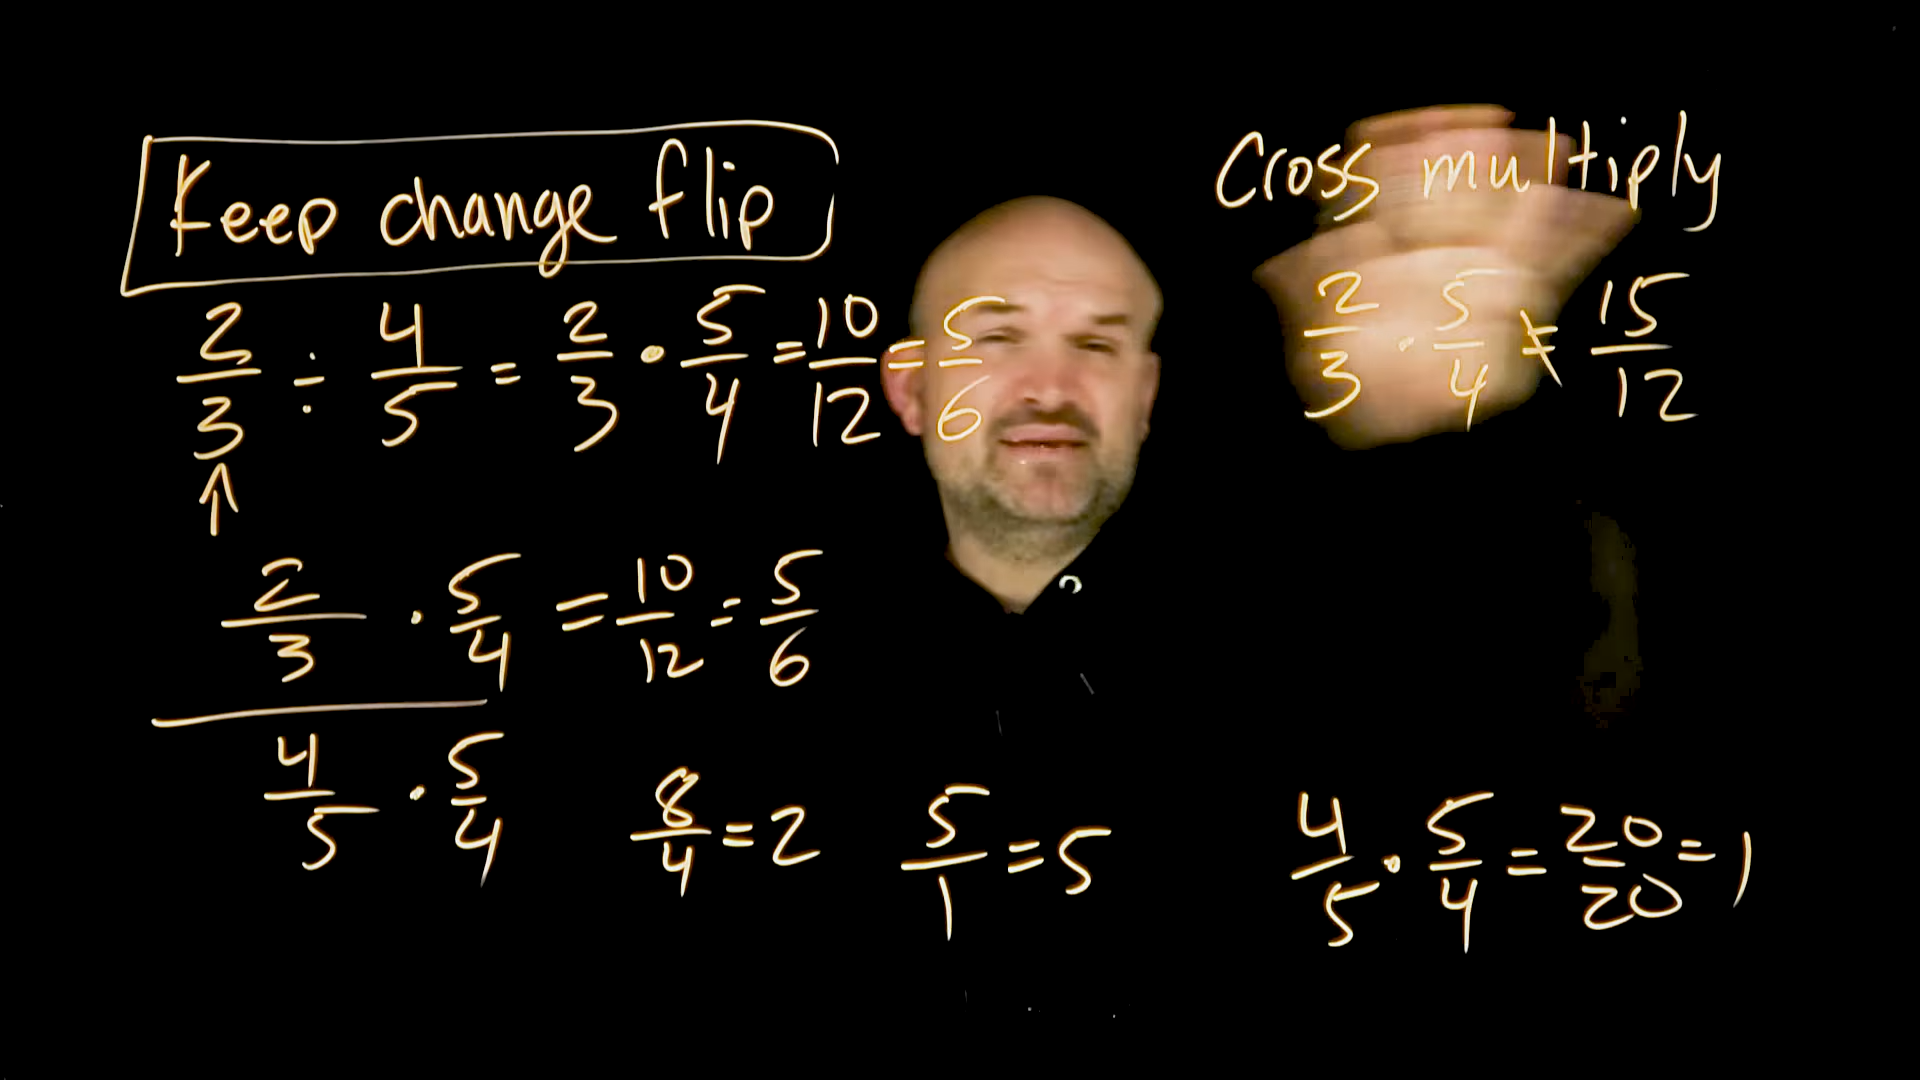 Keep change flip
Cross multiply
2/3 ÷ 4/5 = 2/3 · 5/4 = 10/12 = 5/6
2/3 · 5/4 ≠ 15/12
↑
2/3 · 5/4 = 10/12 = 5/6
4/5 · 5/4
8/4 = 2
5/1 = 5
4/5 · 5/4 = 20/20 = 1